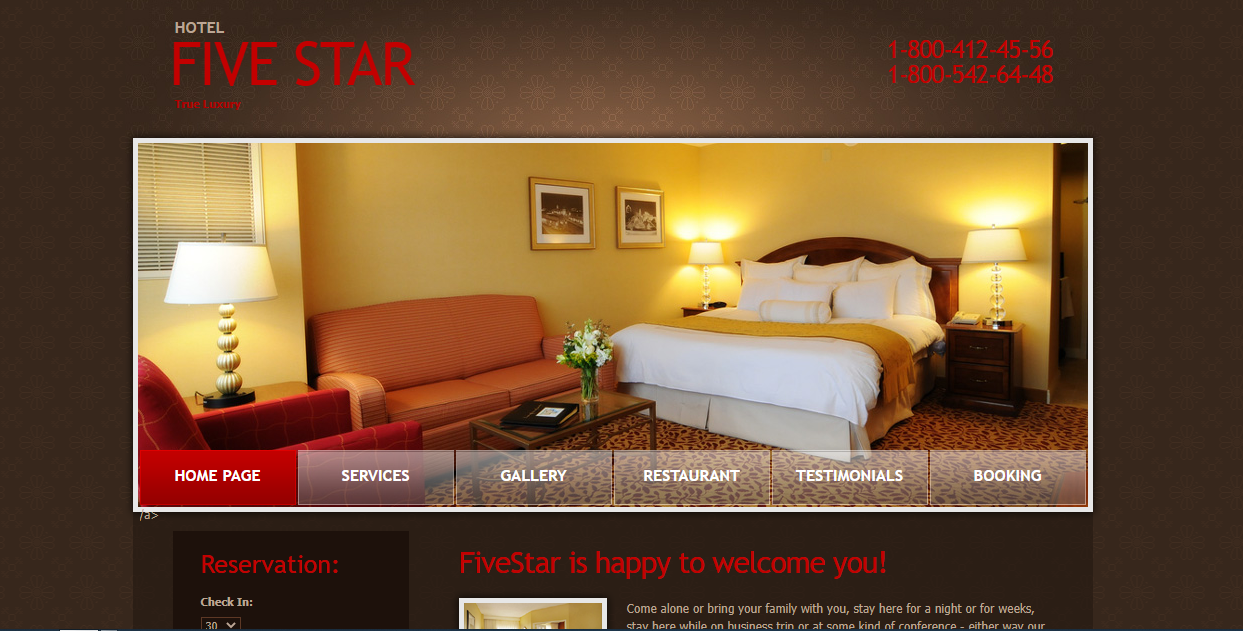 HOTEL
FIVE STAR
True Luxury
1-800-412-45-56
1-800-542-64-48
HOME PAGE
SERVICES
GALLERY
RESTAURANT
TESTIMONIALS
BOOKING
/a>
Reservation:
Check In:
30
FiveStar is happy to welcome you!
Come alone or bring your family with you, stay here for a night or for weeks,
stay here while on business trip or at some kind of conference - either way our